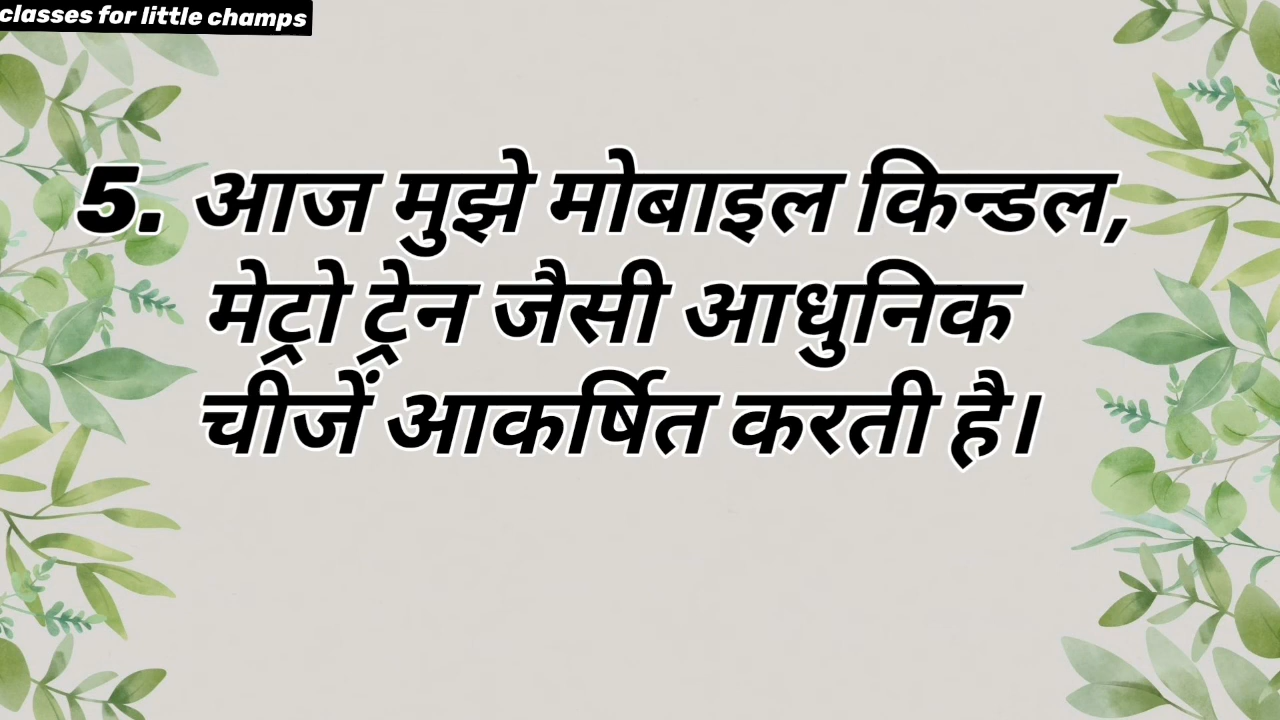 classes for little champs
5. आज मुझे मोबाइल किन्डल,
मेट्रो ट्रेन जैसी आधुनिक
चीजें आकर्षित करती है।